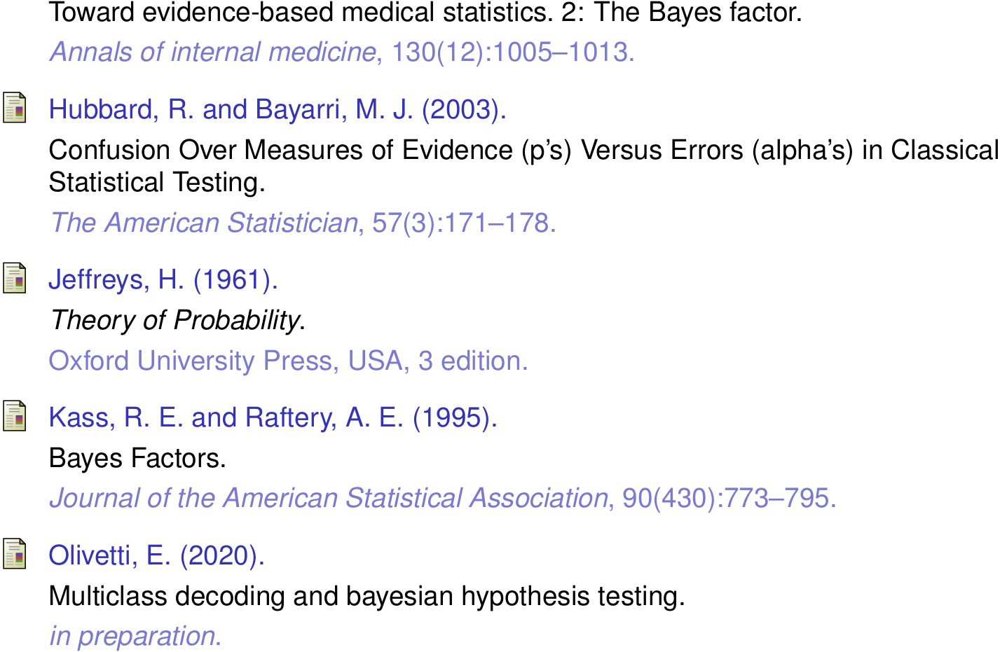 Toward evidence-based medical statistics. 2: The Bayes factor.
Annals of internal medicine, 130(12):1005–1013.
Hubbard, R. and Bayarri, M. J. (2003).
Confusion Over Measures of Evidence (p’s) Versus Errors (alpha’s) in Classical
Statistical Testing.
The American Statistician, 57(3):171–178.
Jeffreys, H. (1961).
Theory of Probability.
Oxford University Press, USA, 3 edition.
Kass, R. E. and Raftery, A. E. (1995).
Bayes Factors.
Journal of the American Statistical Association, 90(430):773–795.
Olivetti, E. (2020).
Multiclass decoding and bayesian hypothesis testing.
in preparation.